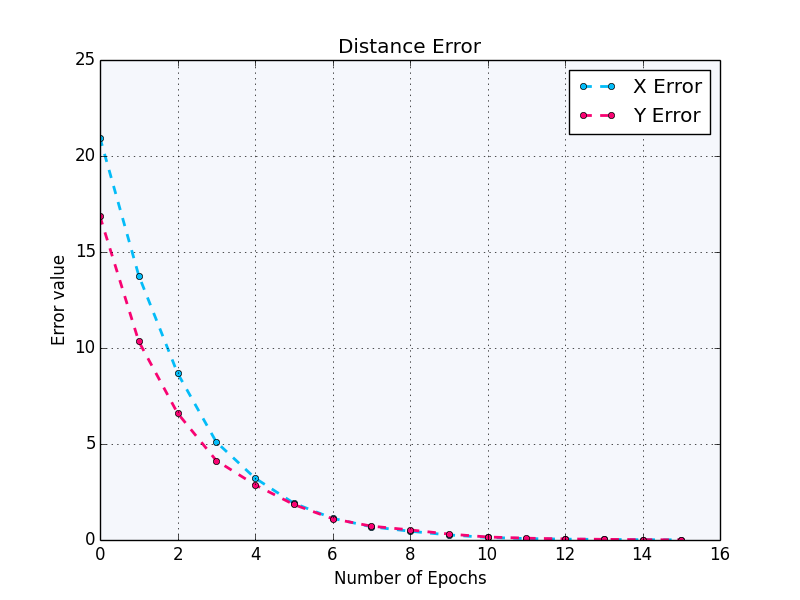 Distance Error
X Error
Y Error
25
20
15
10
5
0
Error value
0 2 4 6 8 10 12 14 16
Number of Epochs